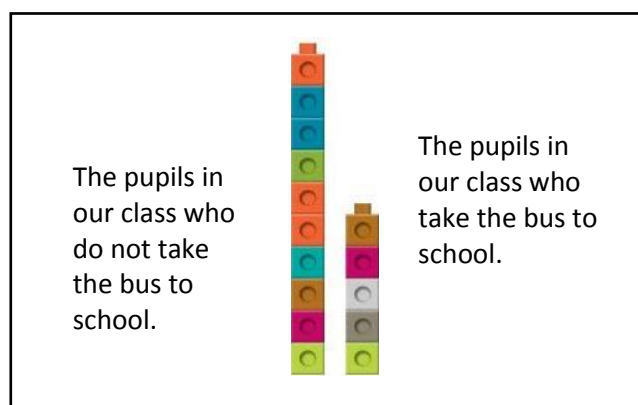 The pupils in
our class who
do not take
the bus to
school.
The pupils in
our class who
take the bus to
school.